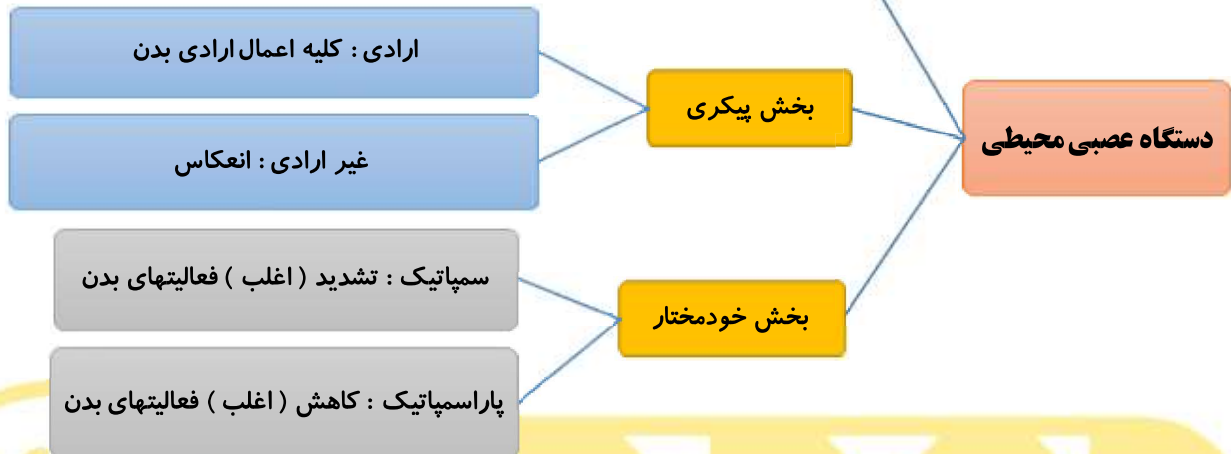 دستگاه عصبی محیطی
بخش پیکری
ارادی : کلیه اعمال ارادی بدن
غیر ارادی : انعکاس
بخش خودمختار
سمپاتیک : تشدید ( اغلب ) فعالیتهای بدن
پاراسمپاتیک : کاهش ( اغلب ) فعالیتهای بدن